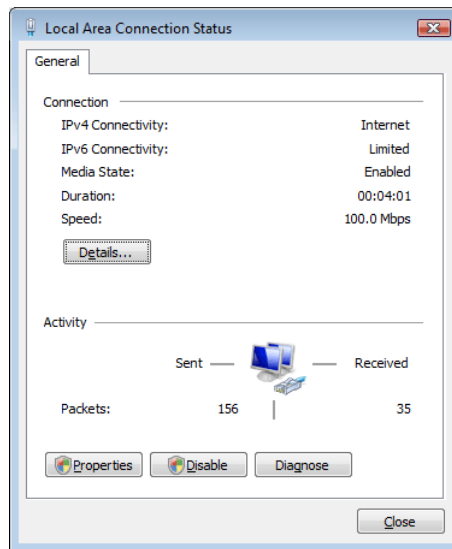 Local Area Connection Status
General
Connection
IPv4 Connectivity: Internet
IPv6 Connectivity: Limited
Media State: Enabled
Duration: 00:04:01
Speed: 100.0 Mbps
Details...
Activity
Sent Received
Packets: 156 35
Properties Disable Diagnose
Close